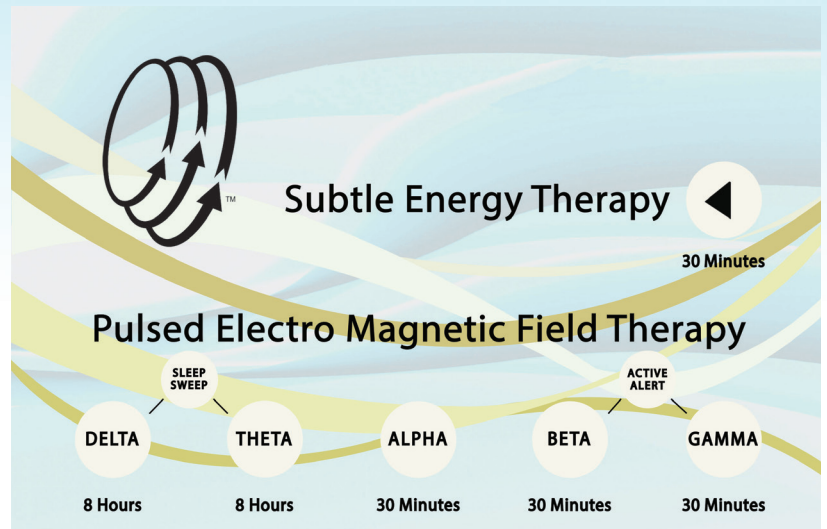 TM
Subtle Energy Therapy
30 Minutes
Pulsed Electro Magnetic Field Therapy
SLEEP
SWEEP
ACTIVE
ALERT
DELTA
THETA
ALPHA
BETA
GAMMA
8 Hours
8 Hours
30 Minutes
30 Minutes
30 Minutes